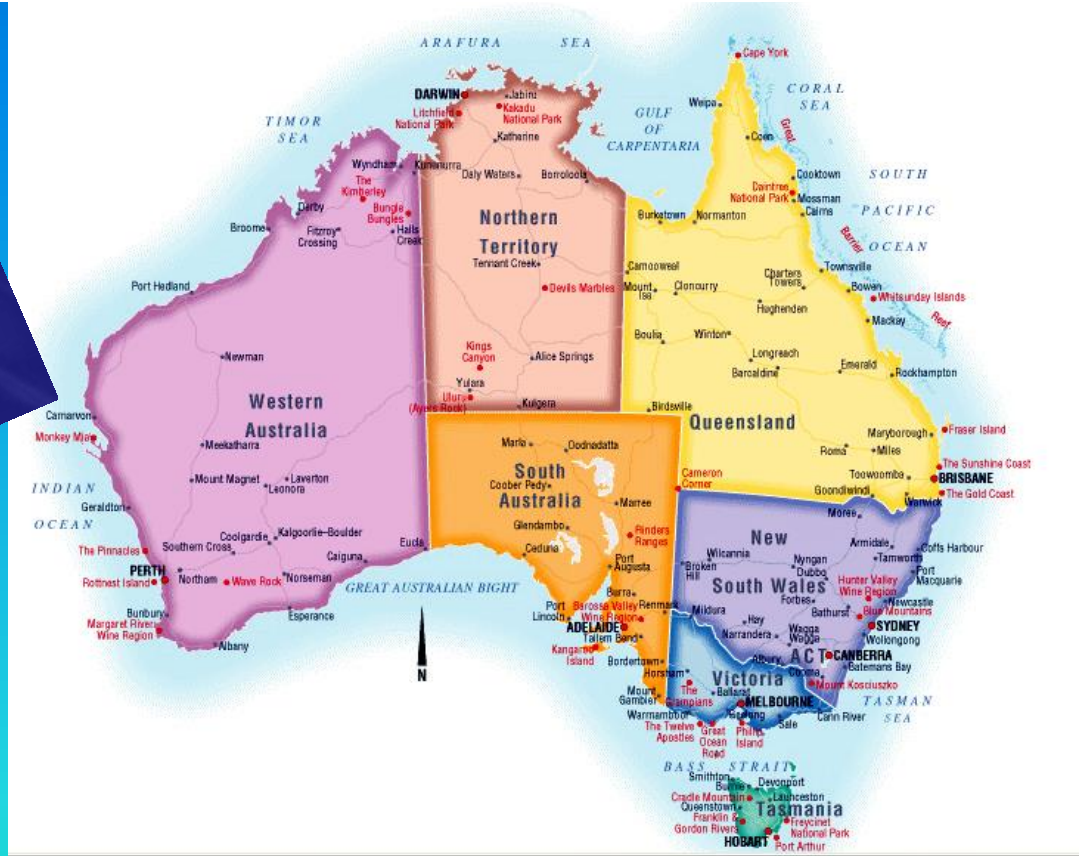 ARAFURA SEA
Cape York
DARWIN
Jabiru
Litchfield
National Park
Kakadu
National Park
Katherine
TIMOR
SEA
GULF
OF
CARPENTARIA
Weipa
CORAL
SEA
Coen
Great
Barrier
Reef
Wyndham
Kununurra
The
Kimberley
Bungle
Bungles
Daly Waters
Borroloola
Cooktown
Daintree
National Park
Mossman
Cairns
SOUTH
PACIFIC
OCEAN
Derby
Broome
Fitzroy
Crossing
Halls
Creek
Northern
Territory
Tennant Creek
Burketown
Normanton
Camooweal
Mount
Isa
Cloncurry
Charters
Towers
Townsville
Bowen
Whitsunday Islands
Hughenden
Mackay
Port Hedland
Devils Marbles
Newman
Kings
Canyon
Alice Springs
Yulara
Uluru
(Ayers Rock)
Kulgera
Boulia
Winton
Longreach
Barcaldine
Emerald
Rockhampton
Birdsville
Queensland
Western
Australia
Carnarvon
Monkey Mia
Meekatharra
Mount Magnet
Laverton
Leonora
INDIAN
OCEAN
Geraldton
Marla
Oodnadatta
South
Australia
Coober Pedy
Marree
Cameron
Corner
Maryborough
Fraser Island
Roma
Miles
The Sunshine Coast
Toowoomba
BRISBANE
Goondiwindi
The Gold Coast
Warwick
Glendambo
Flinders
Ranges
Ceduna
Port
Augusta
Moree
New
South Wales
Armidale
Coffs Harbour
Tamworth
Port
Macquarie
Wilcannia
Broken
Hill
Nyngan
Dubbo
Hunter Valley
Wine Region
Forbes
Newcastle
Bathurst
Blue Mountains
SYDNEY
Wollongong
The Pinnacles
Coolgardie
Kalgoorlie-Boulder
Southern Cross
Caiguna
Eucla
PERTH
Rottnest Island
Northam
Wave Rock
Norseman
Bunbury
Margaret River
Wine Region
Esperance
Albany
GREAT AUSTRALIAN BIGHT
N
Burra
Port
Lincoln
Barossa Valley
Wine Region
Renmark
ADELAIDE
Tailem Bend
Kangaroo
Island
Bordertown
Mount
Gambier
Mildura
Hay
Narrandera
Wagga
Wagga
Albury
ACT
CANBERRA
Batemans Bay
Cooma
Mount Kosciuszko
Horsham
Victoria
The
Grampians
Ballarat
MELBOURNE
Geelong
Warrnambool
The Twelve
Apostles
Great
Ocean
Road
Philip
Island
Sale
Cann River
TASMAN
SEA
BASS STRAIT
Smithton
Burnie
Devonport
Cradle Mountain
Launceston
Queenstown
Tasmania
Franklin &
Gordon Rivers
Freycinet
National Park
HOBART
Port Arthur